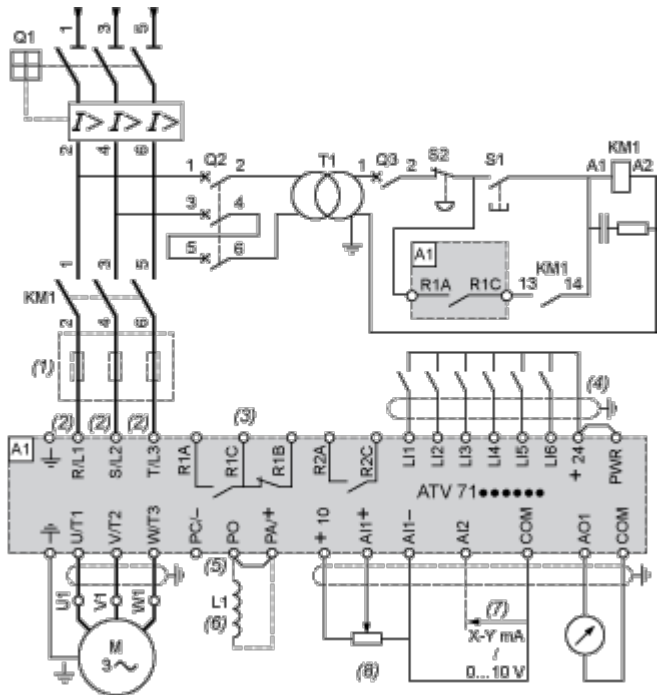 1 3 5
Q1
I> I> I>
2 4 6
1 Q2 2
3 4
5 6
T1
1 Q3 2
S2
S1
KM1
A1 A2
A1
R1A R1C
13 KM1 14
1 3 5
KM1
2 4 6
(1)
(2) (2) (2)
(3)
(4)
A1
R/L1
S/L2
T/L3
R1A
R1C
R1B
R2A
R2C
LI1
LI2
LI3
LI4
LI5
LI6
+ 24
PWR
ATV 71●●●●●●●
U/T1
V/T2
W/T3
PC/-
PO
PA/+
+ 10
AI1+
AI1-
AI2
COM
AO1
COM
(5)
L1
(6)
(7)
X-Y mA
/
0...10 V
(8)
U1
V1
W1
M
3~